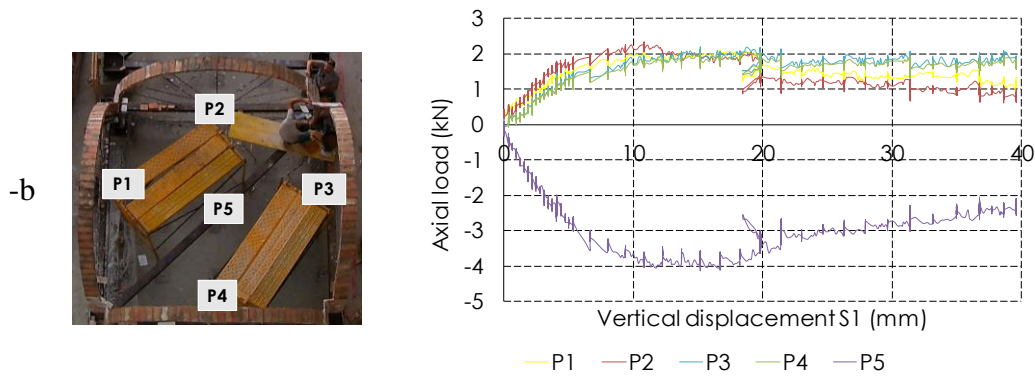 -b
P2
P1
P3
P5
P4
Axial load (kN)
3
2
1
0
-1
-2
-3
-4
-5
0
10
20
30
40
Vertical displacement S1 (mm)
P1 P2 P3 P4 P5